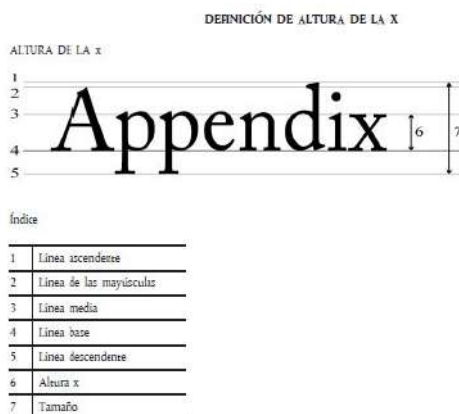 DEFINICIÓN DE ALTURA DE LA X
ALTURA DE LA x
1
2
3
4
5
Appendix
6
7
Índice
1 Línea ascendente
2 Línea de las mayúsculas
3 Línea media
4 Línea base
5 Línea descendente
6 Altura x
7 Tamaño